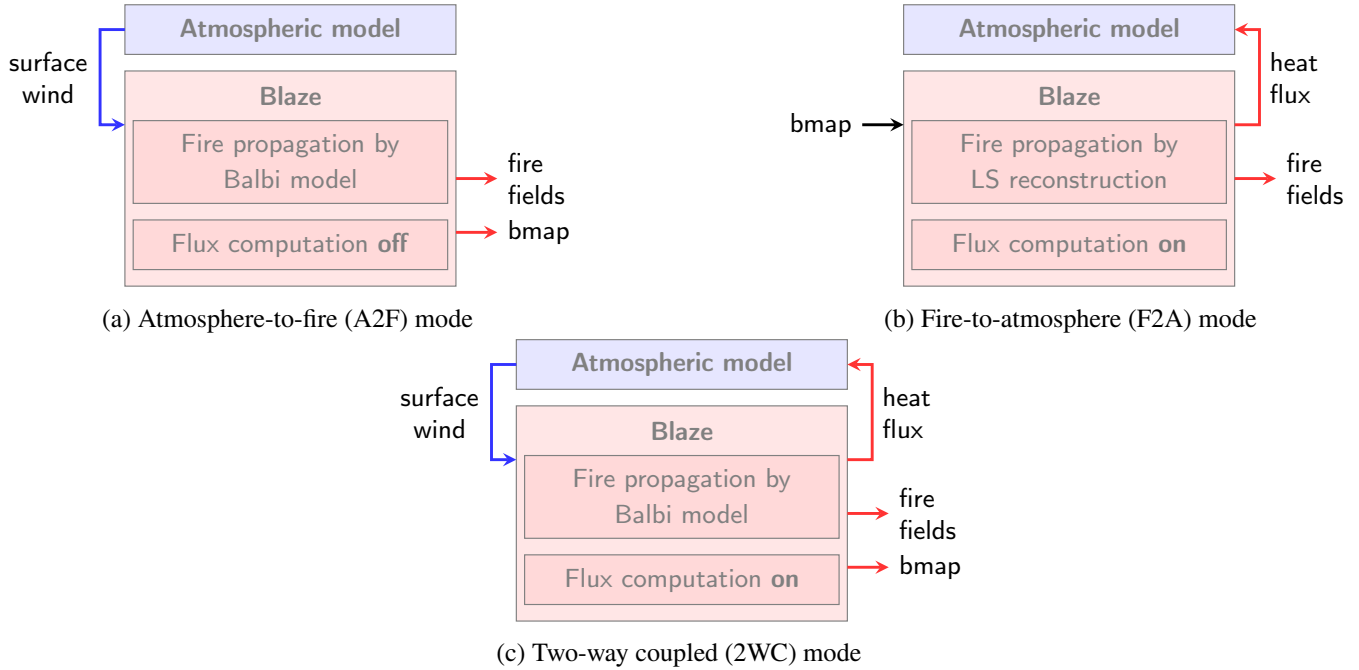 Atmospheric model
surface
wind
Blaze
Fire propagation by
Balbi model
Flux computation off
fire
fields
bmap
(a) Atmosphere-to-fire (A2F) mode
Atmospheric model
heat
flux
bmap
Blaze
Fire propagation by
LS reconstruction
Flux computation on
fire
fields
(b) Fire-to-atmosphere (F2A) mode
Atmospheric model
surface
wind
heat
flux
Blaze
Fire propagation by
Balbi model
Flux computation on
fire
fields
bmap
(c) Two-way coupled (2WC) mode